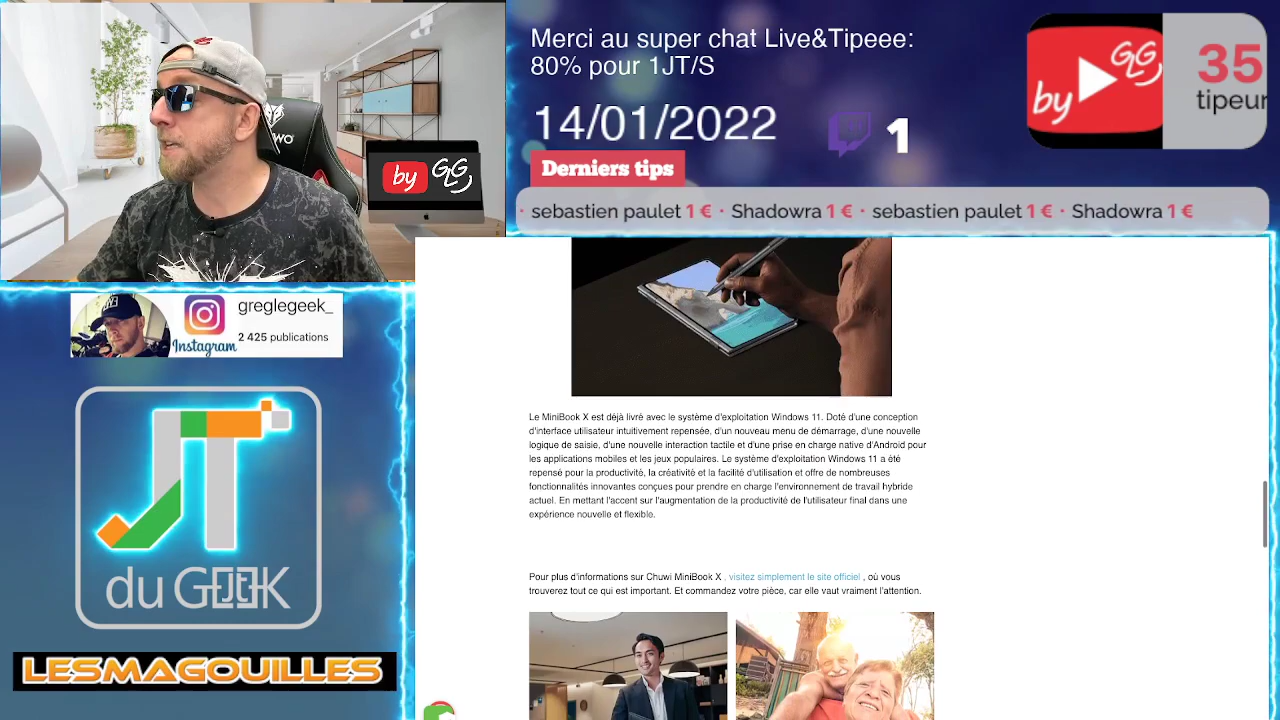 Merci au super chat Live&Tipeee:
80% pour 1JT/S
14/01/2022
1
by GLG
35
tipeur
Derniers tips
· sebastien paulet 1 € · Shadowra 1 € · sebastien paulet 1 € · Shadowra 1 €
by GLG
greglegeek_
2 425 publications
Instagram
JT
du GEEK
LESMAGOUILLES
Le MiniBook X est déjà livré avec le système d'exploitation Windows 11. Doté d'une conception
d'interface utilisateur intuitivement repensée, d'un nouveau menu de démarrage, d'une nouvelle
logique de saisie, d'une nouvelle interaction tactile et d'une prise en charge native d'Android pour
les applications mobiles et les jeux populaires. Le système d'exploitation Windows 11 a été
repensé pour la productivité, la créativité et la facilité d'utilisation et offre de nombreuses
fonctionnalités innovantes conçues pour prendre en charge l'environnement de travail hybride
actuel. En mettant l'accent sur l'augmentation de la productivité de l'utilisateur final dans une
expérience nouvelle et flexible.
Pour plus d'informations sur Chuwi MiniBook X , visitez simplement le site officiel , où vous
trouverez tout ce qui est important. Et commandez votre pièce, car elle vaut vraiment l'attention.